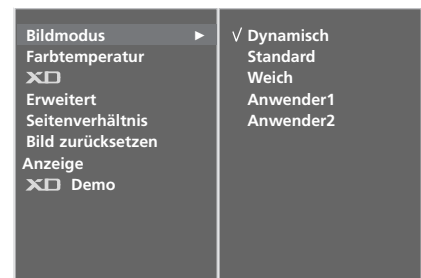 Bildmodus ►
Farbtemperatur
XD
Erweitert
Seitenverhältnis
Bild zurücksetzen
Anzeige
XD Demo
√ Dynamisch
Standard
Weich
Anwender1
Anwender2